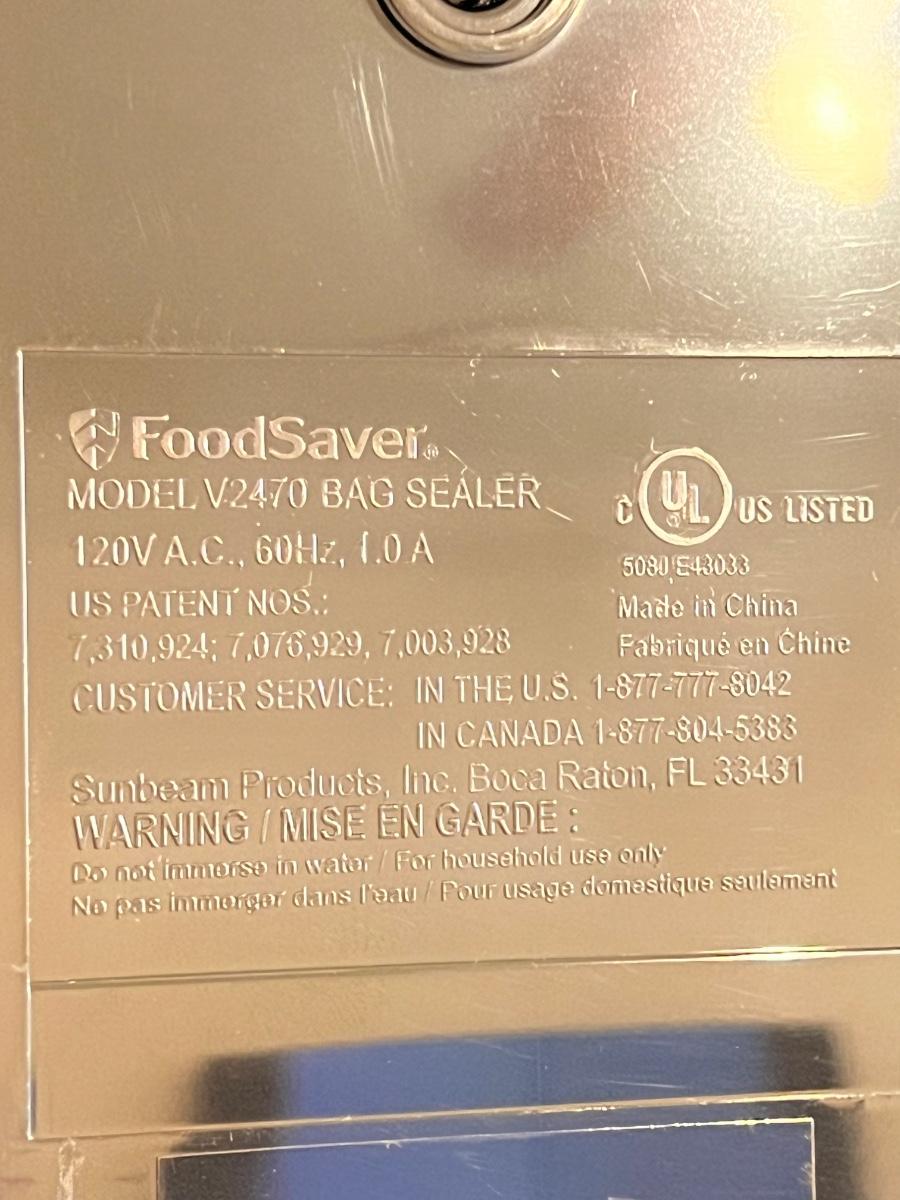 FoodSaver®
MODEL V2470 BAG SEALER
120V A.C., 60Hz, 1.0 A
US PATENT NOS.:
7,310,924; 7,076,929, 7,003,928
C UL® US LISTED
5080, E43033
Made in China
Fabriqué en Chine
CUSTOMER SERVICE: IN THE U.S. 1-877-777-8042
IN CANADA 1-877-804-5383
Sunbeam Products, Inc. Boca Raton, FL 33431
WARNING / MISE EN GARDE :
Do not immerse in water / For household use only
Ne pas immerger dans l'eau / Pour usage domestique seulement